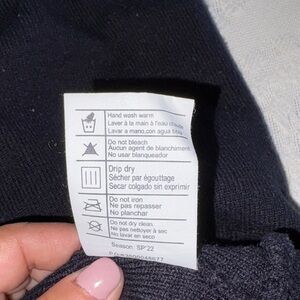 Hand wash warm
Laver à la main à l'eau chaude
Lavar a mano,con agua tibia
Do not bleach
Aucun agent de blanchiment
No usar blanqueador
Drip dry
Sécher par égouttage
Secar colgado sin exprimir
Do not iron
Ne pas repasser
No planchar
Do not dry clean.
Ne pas nettoyer à sec
No lavar en seco
Season: SP'22